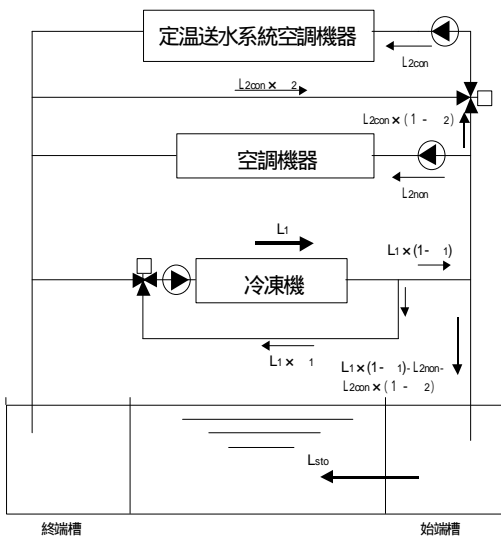 定温送水系統空調機器
L2con
L2con× 2
L2con×(1- 2)
空調機器
L2non
L1
L1×(1- 1)
冷凍機
L1× 1
L1×(1- 1)-L2non-
L2con×(1- 2)
Lsto
終端槽
始端槽